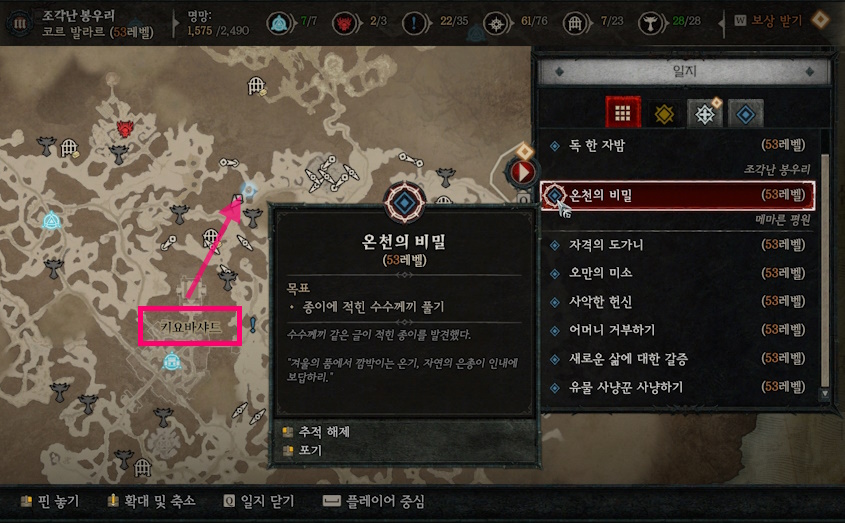 조각난 봉우리
코르 발라르 (53레벨)
명망:
1,575 /2,490
7/7
2/3
22/35
61/76
7/23
28/28
W 보상 받기
일지
독 한 자밤 (53레벨)
조각난 봉우리
온천의 비밀 (53레벨)
메마른 평원
자격의 도가니 (53레벨)
오만의 미소 (53레벨)
사악한 헌신 (53레벨)
어머니 거부하기 (53레벨)
새로운 삶에 대한 갈증 (53레벨)
유물 사냥꾼 사냥하기 (53레벨)
온천의 비밀
(53레벨)
목표
• 종이에 적힌 수수께끼 풀기
수수께끼 같은 글이 적힌 종이를 발견했다.
"겨울의 품에서 깜박이는 온기, 자연의 은총이 인내에
보답하리."
추적 해제
포기
키요바샤드
핀 놓기
확대 및 축소
Q 일지 닫기
플레이어 중심